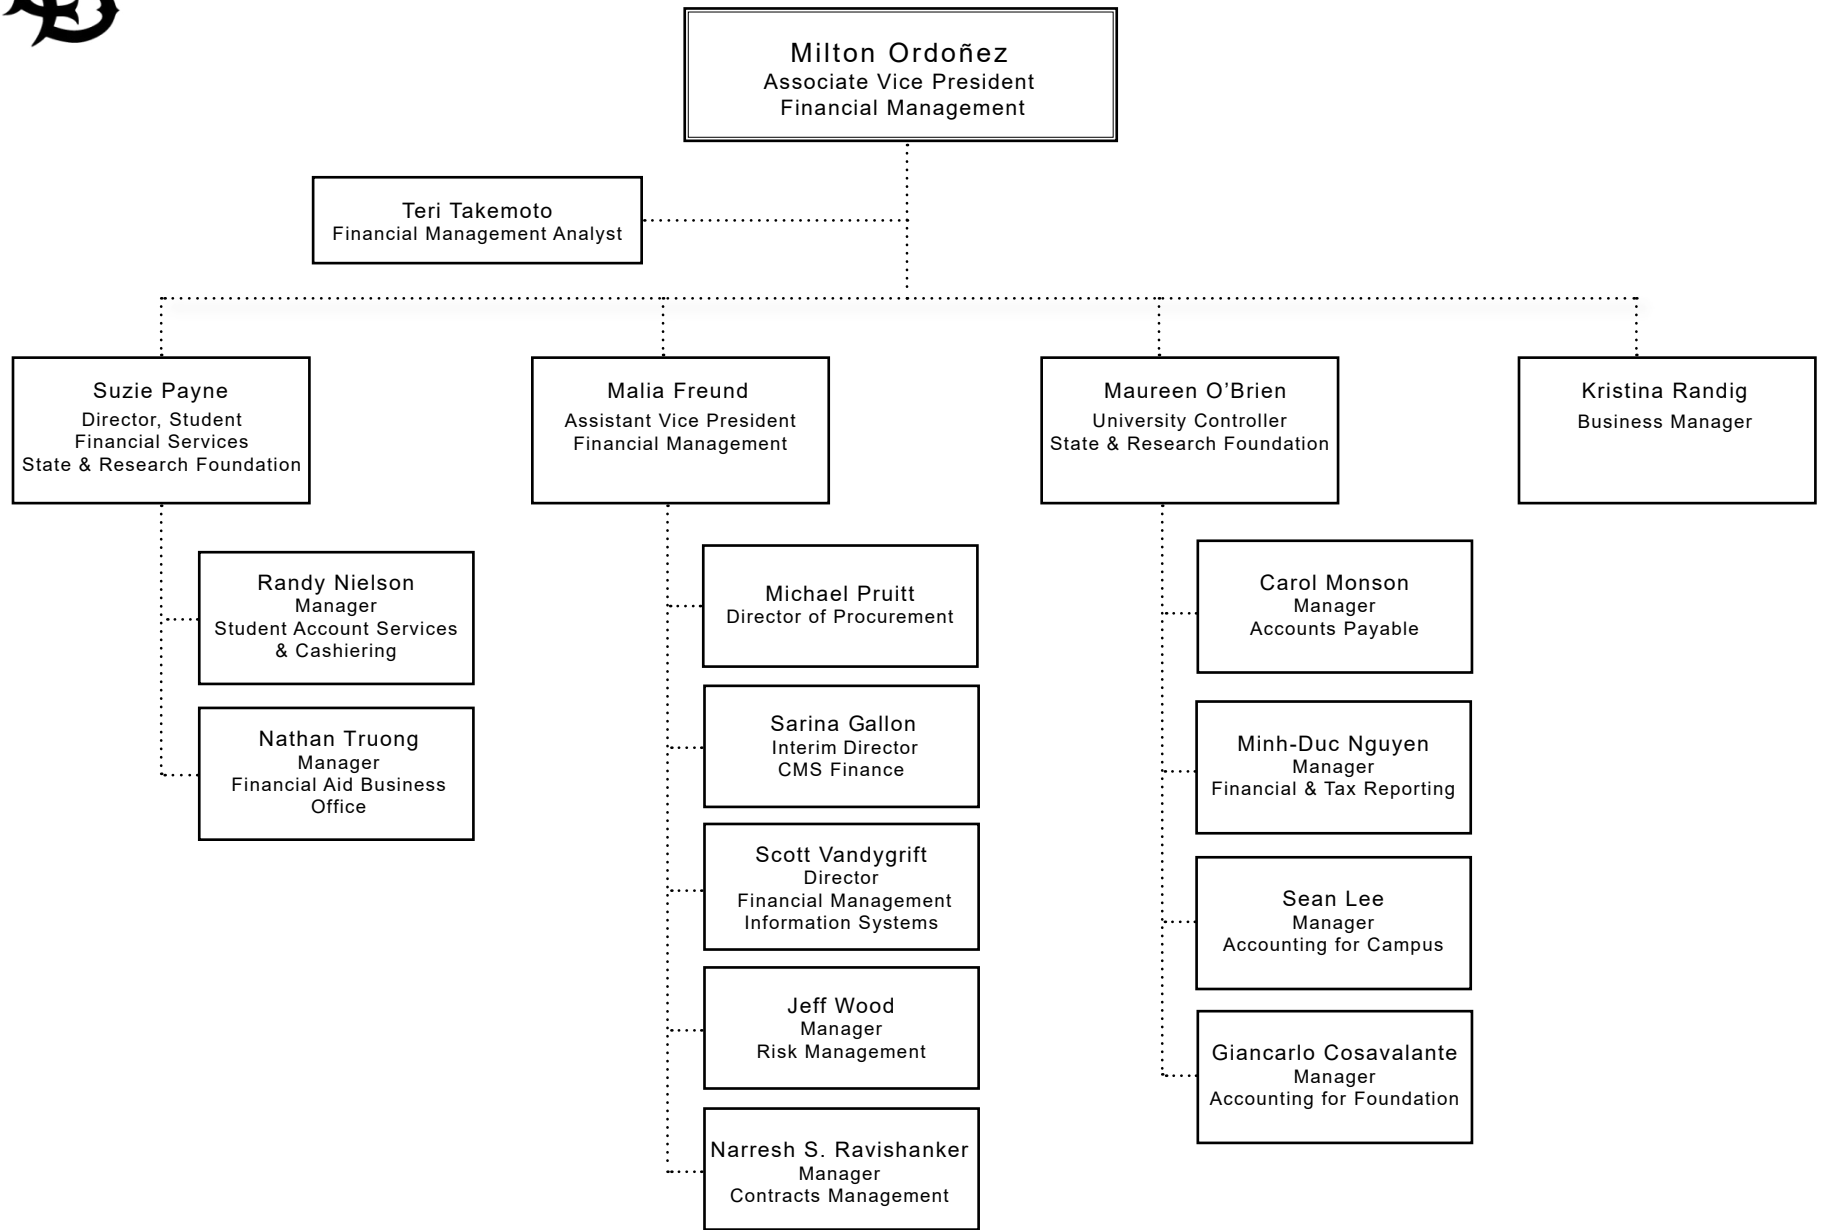 Milton Ordoñez
Associate Vice President
Financial Management
Teri Takemoto
Financial Management Analyst
Suzie Payne
Director, Student
Financial Services
State & Research Foundation
Malia Freund
Assistant Vice President
Financial Management
Maureen O’Brien
University Controller
State & Research Foundation
Kristina Randig
Business Manager
Randy Nielson
Manager
Student Account Services
& Cashiering
Nathan Truong
Manager
Financial Aid Business
Office
Michael Pruitt
Director of Procurement
Sarina Gallon
Interim Director
CMS Finance
Scott Vandygrift
Director
Financial Management
Information Systems
Jeff Wood
Manager
Risk Management
Narresh S. Ravishanker
Manager
Contracts Management
Carol Monson
Manager
Accounts Payable
Minh-Duc Nguyen
Manager
Financial & Tax Reporting
Sean Lee
Manager
Accounting for Campus
Giancarlo Cosavalante
Manager
Accounting for Foundation